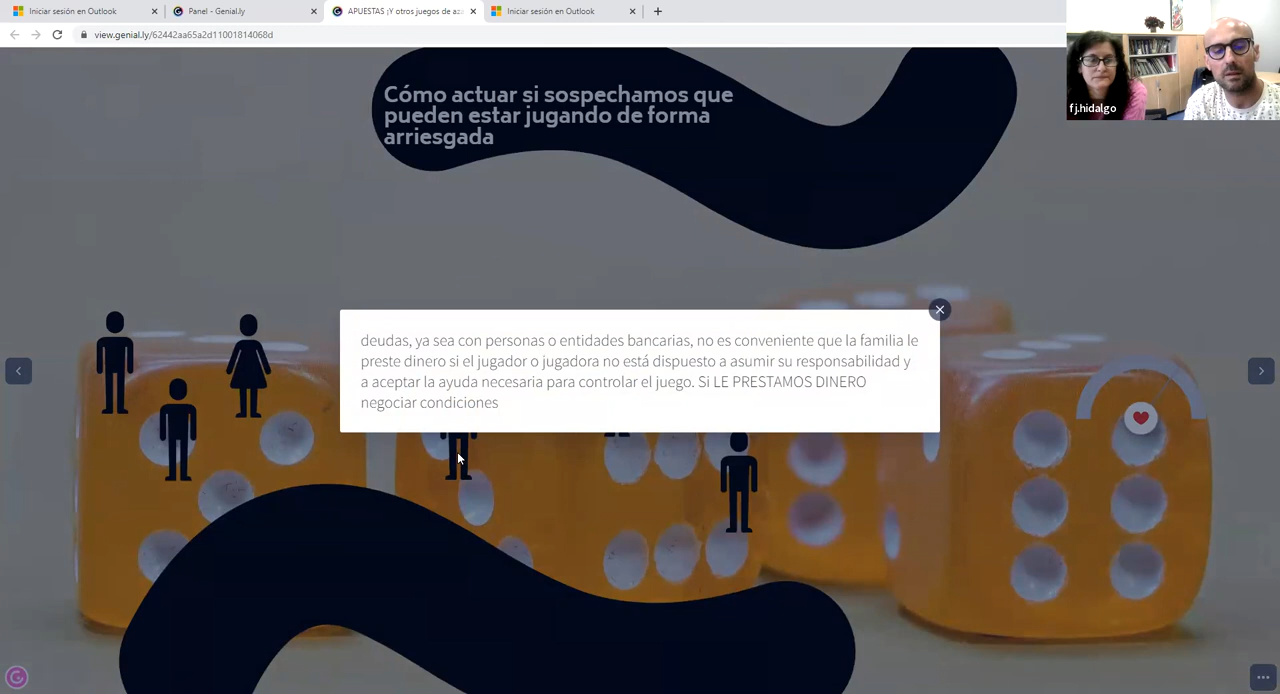 Iniciar sesión en Outlook
Panel - Genial.ly
APUESTAS ¡Y otros juegos de aza
Iniciar sesión en Outlook
view.genial.ly/62442aa65a2d11001814068d
fj.hidalgo
Cómo actuar si sospechamos que
pueden estar jugando de forma
arriesgada
deudas, ya sea con personas o entidades bancarias, no es conveniente que la familia le
preste dinero si el jugador o jugadora no está dispuesto a asumir su responsabilidad y
a aceptar la ayuda necesaria para controlar el juego. Si LE PRESTAMOS DINERO
negociar condiciones